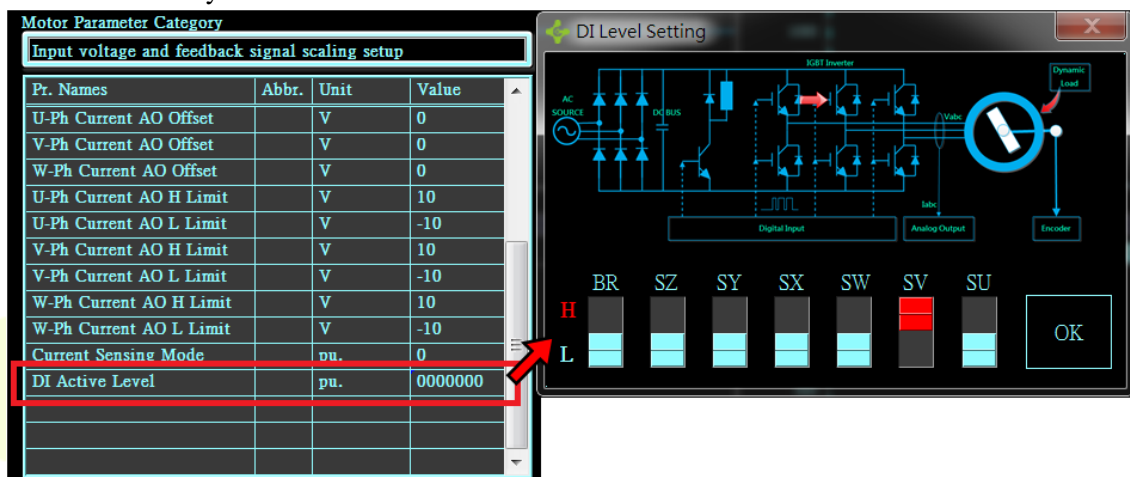 Motor Parameter Category
Input voltage and feedback signal scaling setup
Pr. Names Abbr. Unit Value
U-Ph Current AO Offset V 0
V-Ph Current AO Offset V 0
W-Ph Current AO Offset V 0
U-Ph Current AO H Limit V 10
U-Ph Current AO L Limit V -10
V-Ph Current AO H Limit V 10
V-Ph Current AO L Limit V -10
W-Ph Current AO H Limit V 10
W-Ph Current AO L Limit V -10
Current Sensing Mode pu. 0
DI Active Level pu. 0000000
DI Level Setting
IGBT Inverter
Dynamic
Load
AC
SOURCE
DC BUS
Vabc
Iabc
Digital Input
Analog Output
Encoder
BR SZ SY SX SW SV SU
H
L
OK